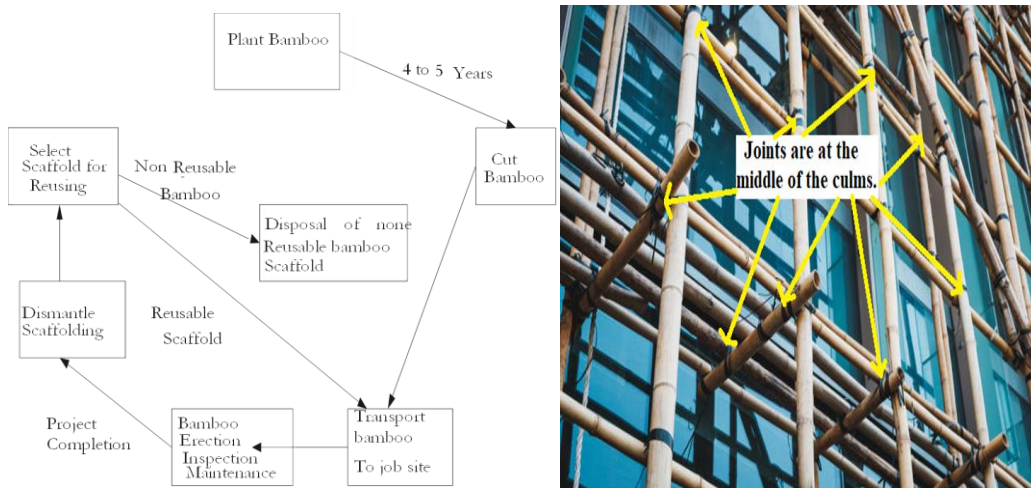 Plant Bamboo
4 to 5 Years
Select
Scaffold for
Reusing
Non Reusable
Bamboo
Cut
Bamboo
Disposal of none
Reusable bamboo
Scaffold
Dismantle
Scaffolding
Reusable
Scaffold
Project
Completion
Bamboo
Erection
Inspection
Maintenance
Transport
bamboo
To job site
Joints are at the
middle of the culms.